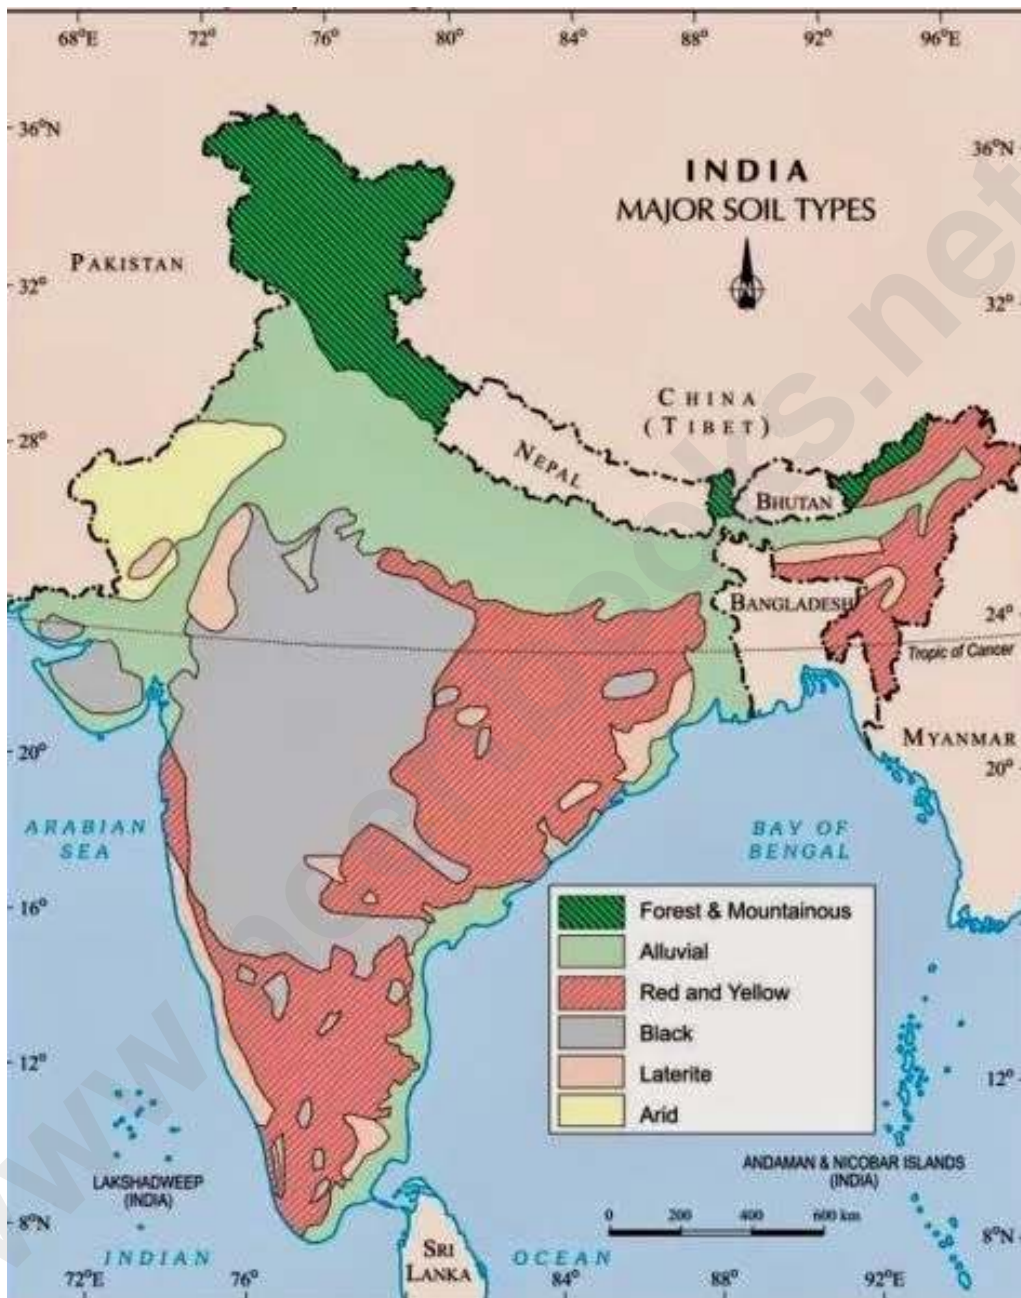 68°E 72° 76° 80° 84° 88° 92° 96°E
36°N
36°N
INDIA
MAJOR SOIL TYPES
PAKISTAN
N
32°
32°
CHINA
(TIBET)
28°
28°
NEPAL
BHUTAN
BANGLADESH
24°
24°
Tropic of Cancer
MYANMAR
20°
20°
ARABIAN
SEA
BAY OF
BENGAL
16°
Forest & Mountainous
Alluvial
Red and Yellow
Black
Laterite
Arid
12°
12°
LAKSHADWEEP
(INDIA)
ANDAMAN & NICOBAR ISLANDS
(INDIA)
0 200 400 600 km
8°N
8°N
SRI
LANKA
INDIAN OCEAN
72°E 76° 84° 88° 92°E